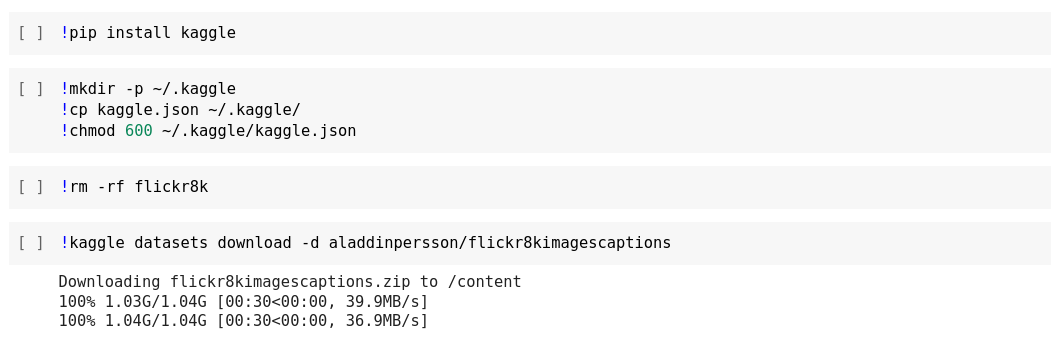 [ ] !pip install kaggle
[ ] !mkdir -p ~/.kaggle
!cp kaggle.json ~/.kaggle/
!chmod 600 ~/.kaggle/kaggle.json
[ ] !rm -rf flickr8k
[ ] !kaggle datasets download -d aladdinpersson/flickr8kimagescaptions
Downloading flickr8kimagescaptions.zip to /content
100% 1.03G/1.04G [00:30<00:00, 39.9MB/s]
100% 1.04G/1.04G [00:30<00:00, 36.9MB/s]